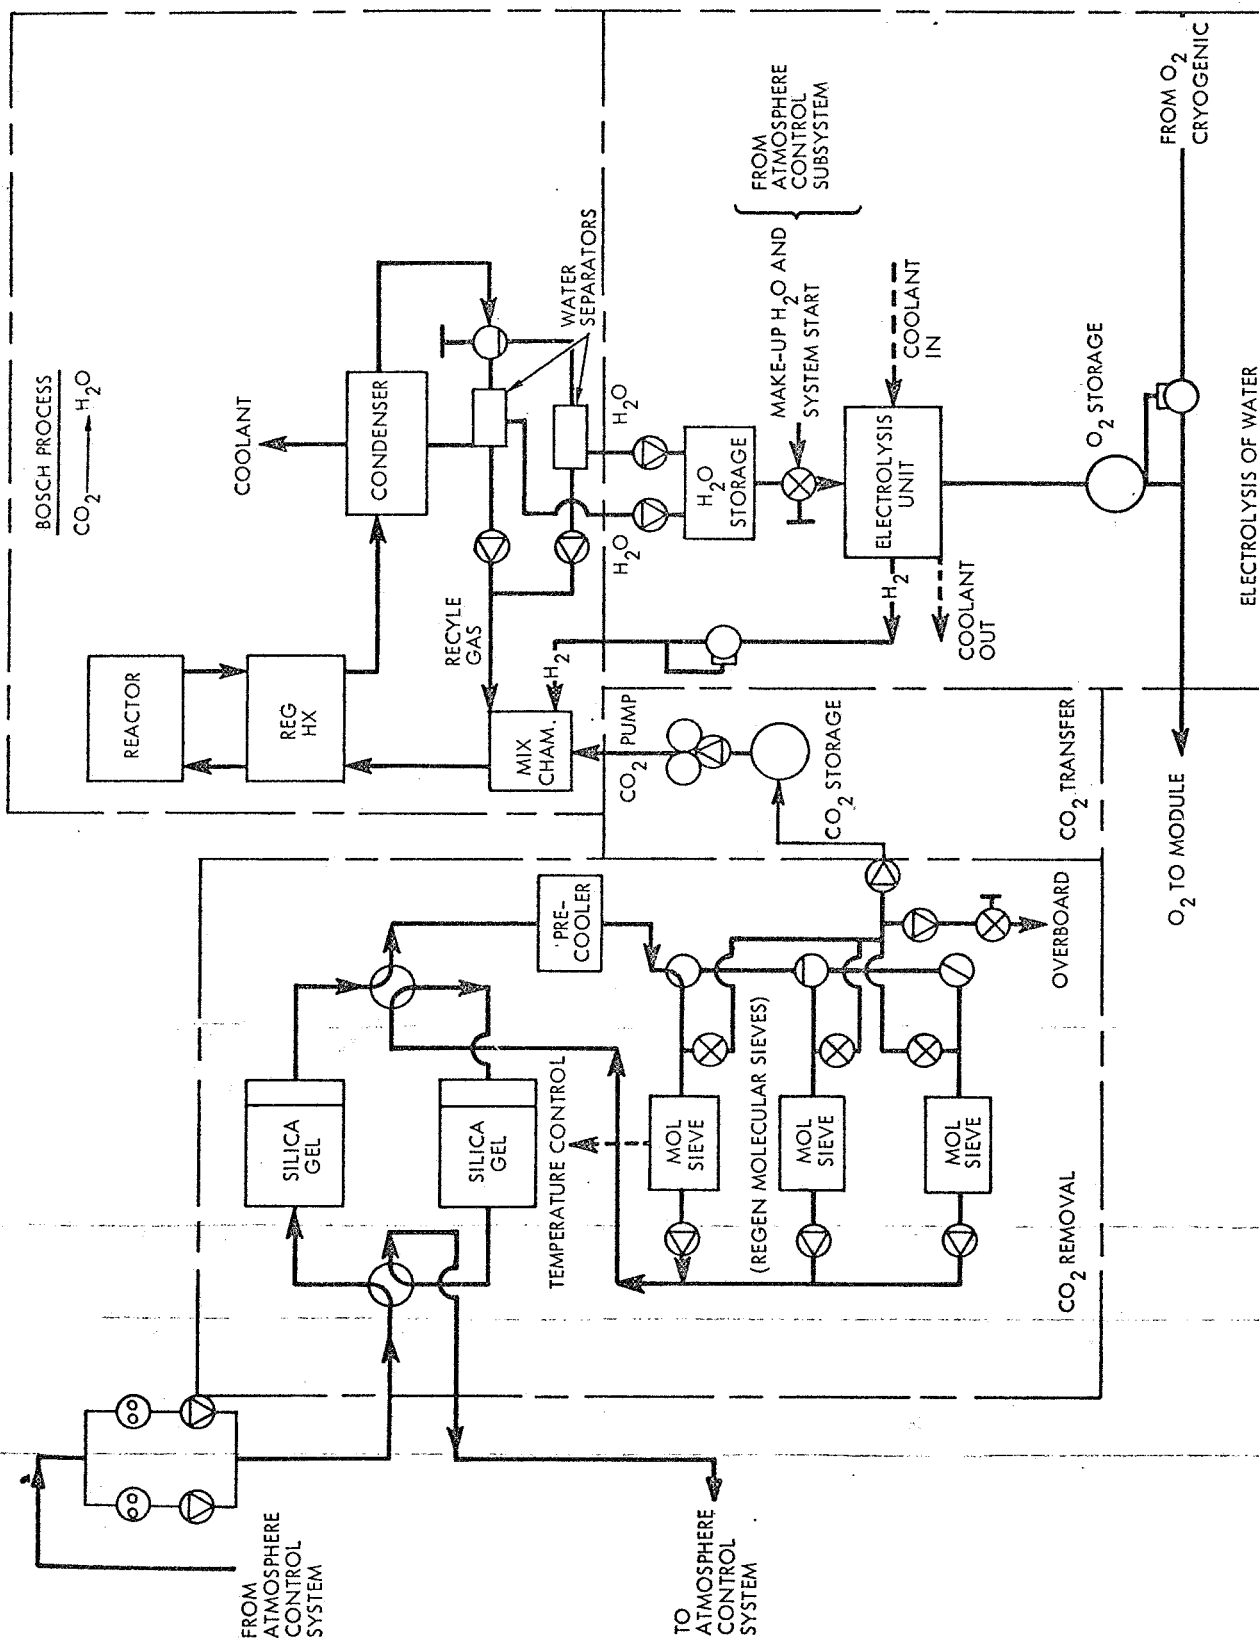 FROM
ATMOSPHERE
CONTROL
SYSTEM
TO
ATMOSPHERE
CONTROL
SYSTEM
SILICA
GEL
SILICA
GEL
TEMPERATURE CONTROL
PRE-
COOLER
MOL
SIEVE
MOL
SIEVE
MOL
SIEVE
(REGEN MOLECULAR SIEVES)
OVERBOARD
CO2 REMOVAL
REACTOR
REG
HX
BOSCH PROCESS
CO2 → H2O
COOLANT
CONDENSER
WATER
SEPARATORS
RECYLE
GAS
MIX
CHAM.
H2
CO2 PUMP
CO2 STORAGE
CO2 TRANSFER
H2O
H2O
H2O
STORAGE
MAKE-UP H2O AND
SYSTEM START
FROM
ATMOSPHERE
CONTROL
SUBSYSTEM
ELECTROLYSIS
UNIT
H2
COOLANT
IN
COOLANT
OUT
O2 STORAGE
FROM O2
CRYOGENIC
O2 TO MODULE
ELECTROLYSIS OF WATER